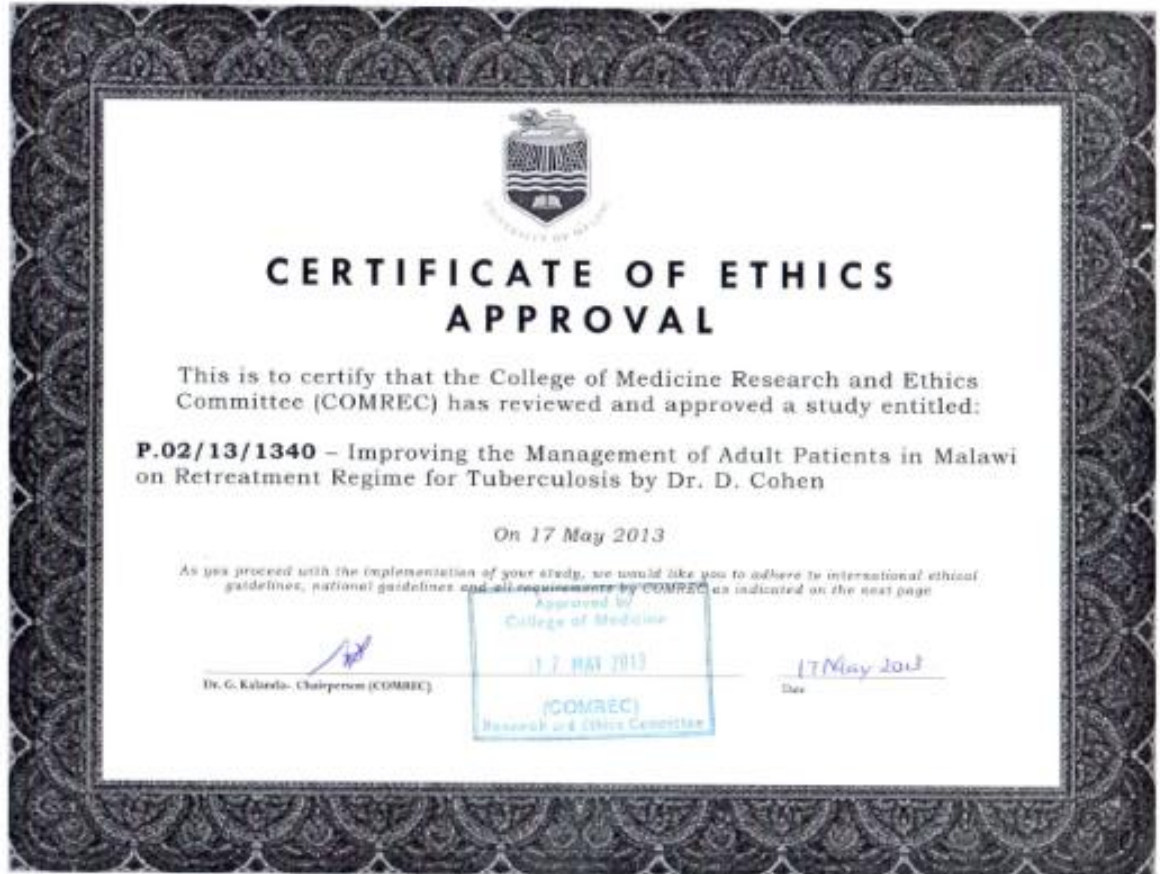 UNIVERSITY OF MALAWI
CERTIFICATE OF ETHICS
APPROVAL
This is to certify that the College of Medicine Research and Ethics
Committee (COMREC) has reviewed and approved a study entitled:
P.02/13/1340 – Improving the Management of Adult Patients in Malawi
on Retreatment Regime for Tuberculosis by Dr. D. Cohen
On 17 May 2013
As you proceed with the implementation of your study, we would like you to adhere to international ethical
guidelines, national guidelines and all requirements by COMREC as indicated on the next page
Approved by
College of Medicine
17 MAY 2013
(COMREC)
Research and Ethics Committee
17 May 2013
Dr. G. Kalanda- Chairperson (COMREC)
Date